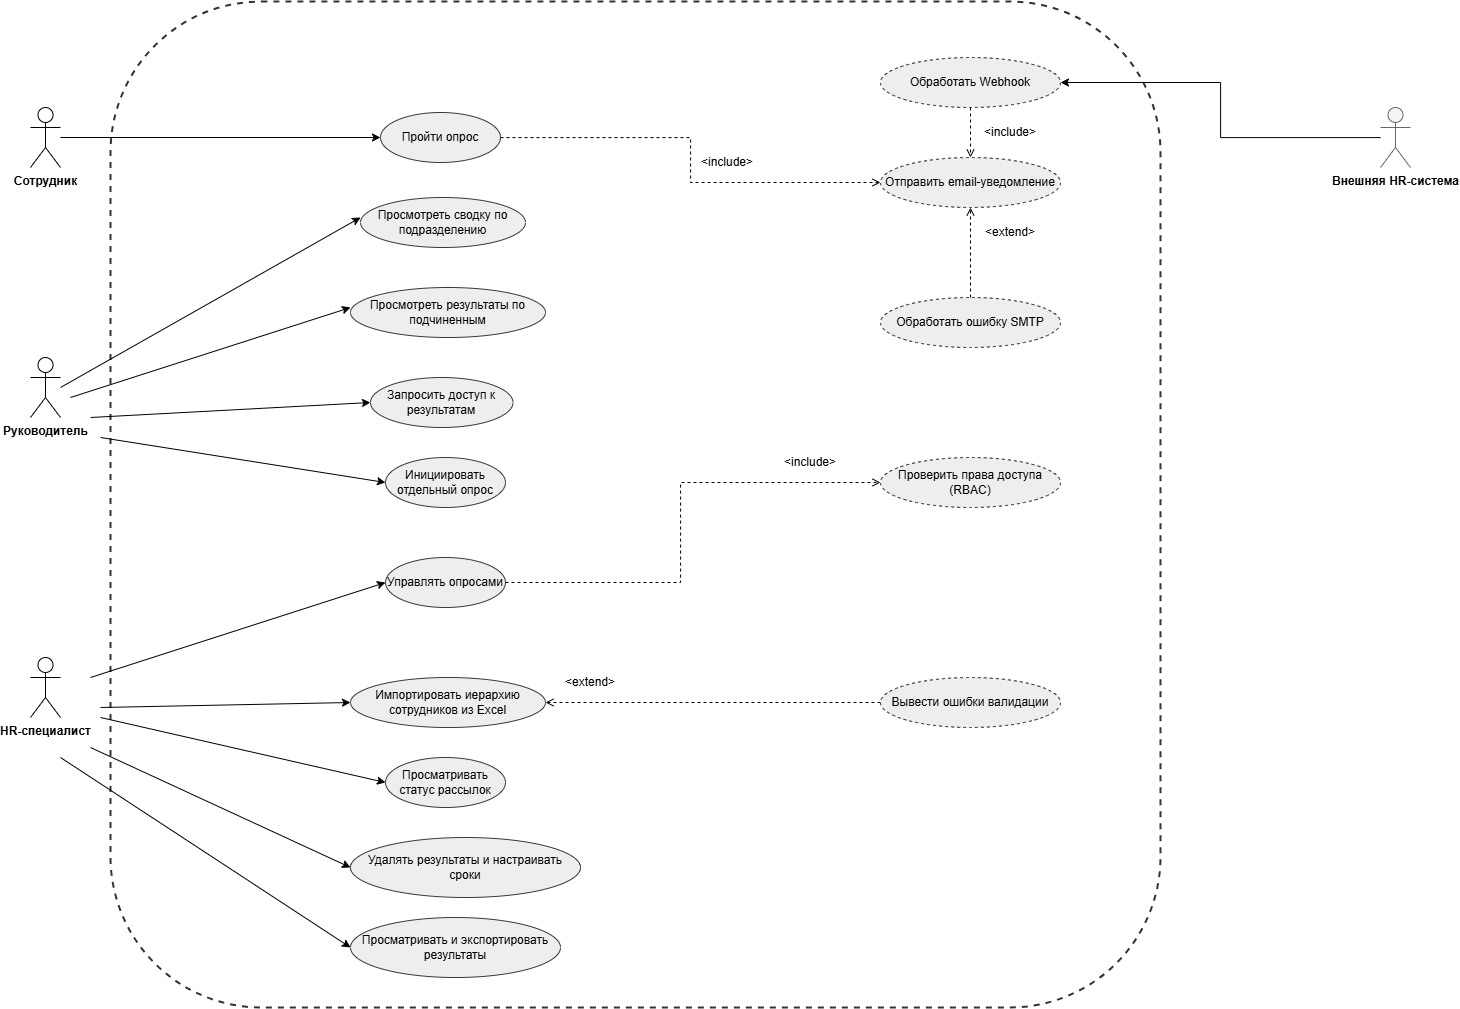 Обработать Webhook
<include>
Пройти опрос
<include>
Сотрудник
Отправить email-уведомление
Внешняя HR-система
Просмотреть сводку по
подразделению
<extend>
Просмотреть результаты по
подчиненным
Обработать ошибку SMTP
Запросить доступ к
результатам
Руководитель
<include>
Инициировать
отдельный опрос
Проверить права доступа
(RBAC)
Управлять опросами
<extend>
Импортировать иерархию
сотрудников из Excel
Вывести ошибки валидации
HR-специалист
Просматривать
статус рассылок
Удалять результаты и настраивать
сроки
Просматривать и экспортировать
результаты